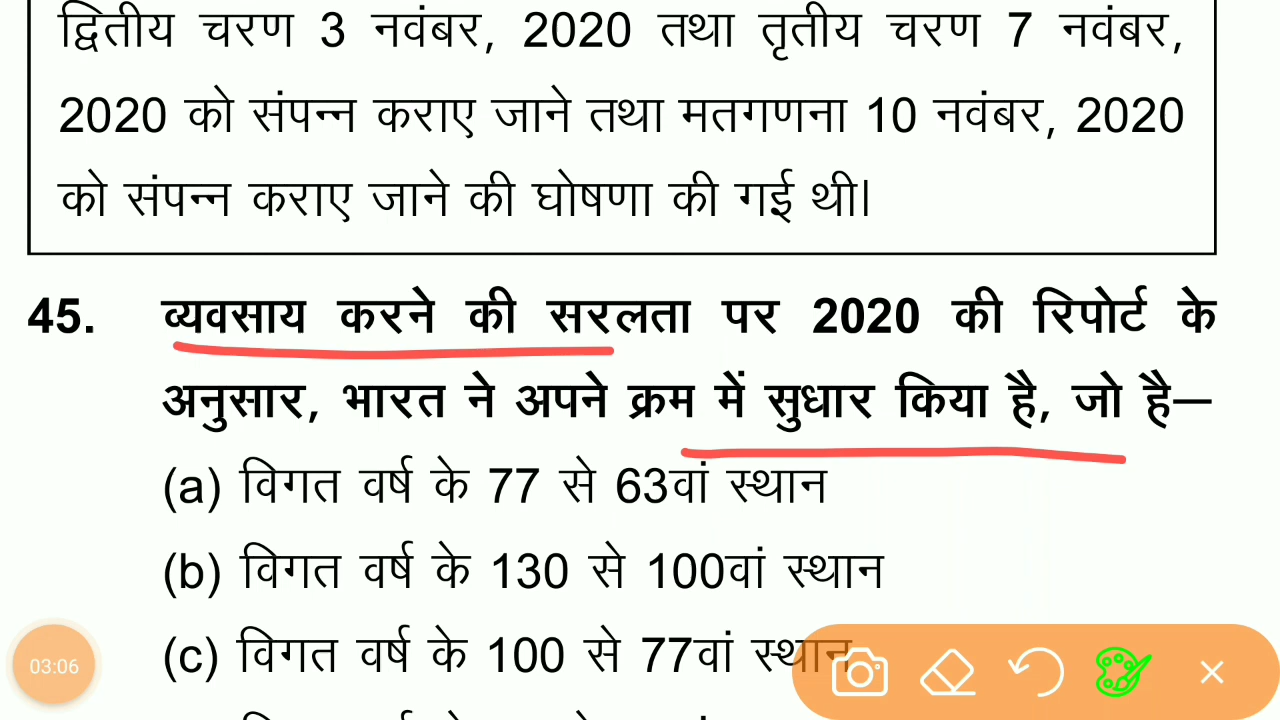 द्वितीय चरण 3 नवंबर, 2020 तथा तृतीय चरण 7 नवंबर,
2020 को संपन्न कराए जाने तथा मतगणना 10 नवंबर, 2020
को संपन्न कराए जाने की घोषणा की गई थी।
45. व्यवसाय करने की सरलता पर 2020 की रिपोर्ट के
अनुसार, भारत ने अपने क्रम में सुधार किया है, जो है—
(a) विगत वर्ष के 77 से 63वां स्थान
(b) विगत वर्ष के 130 से 100वां स्थान
(c) विगत वर्ष के 100 से 77वां स्थान
03:06